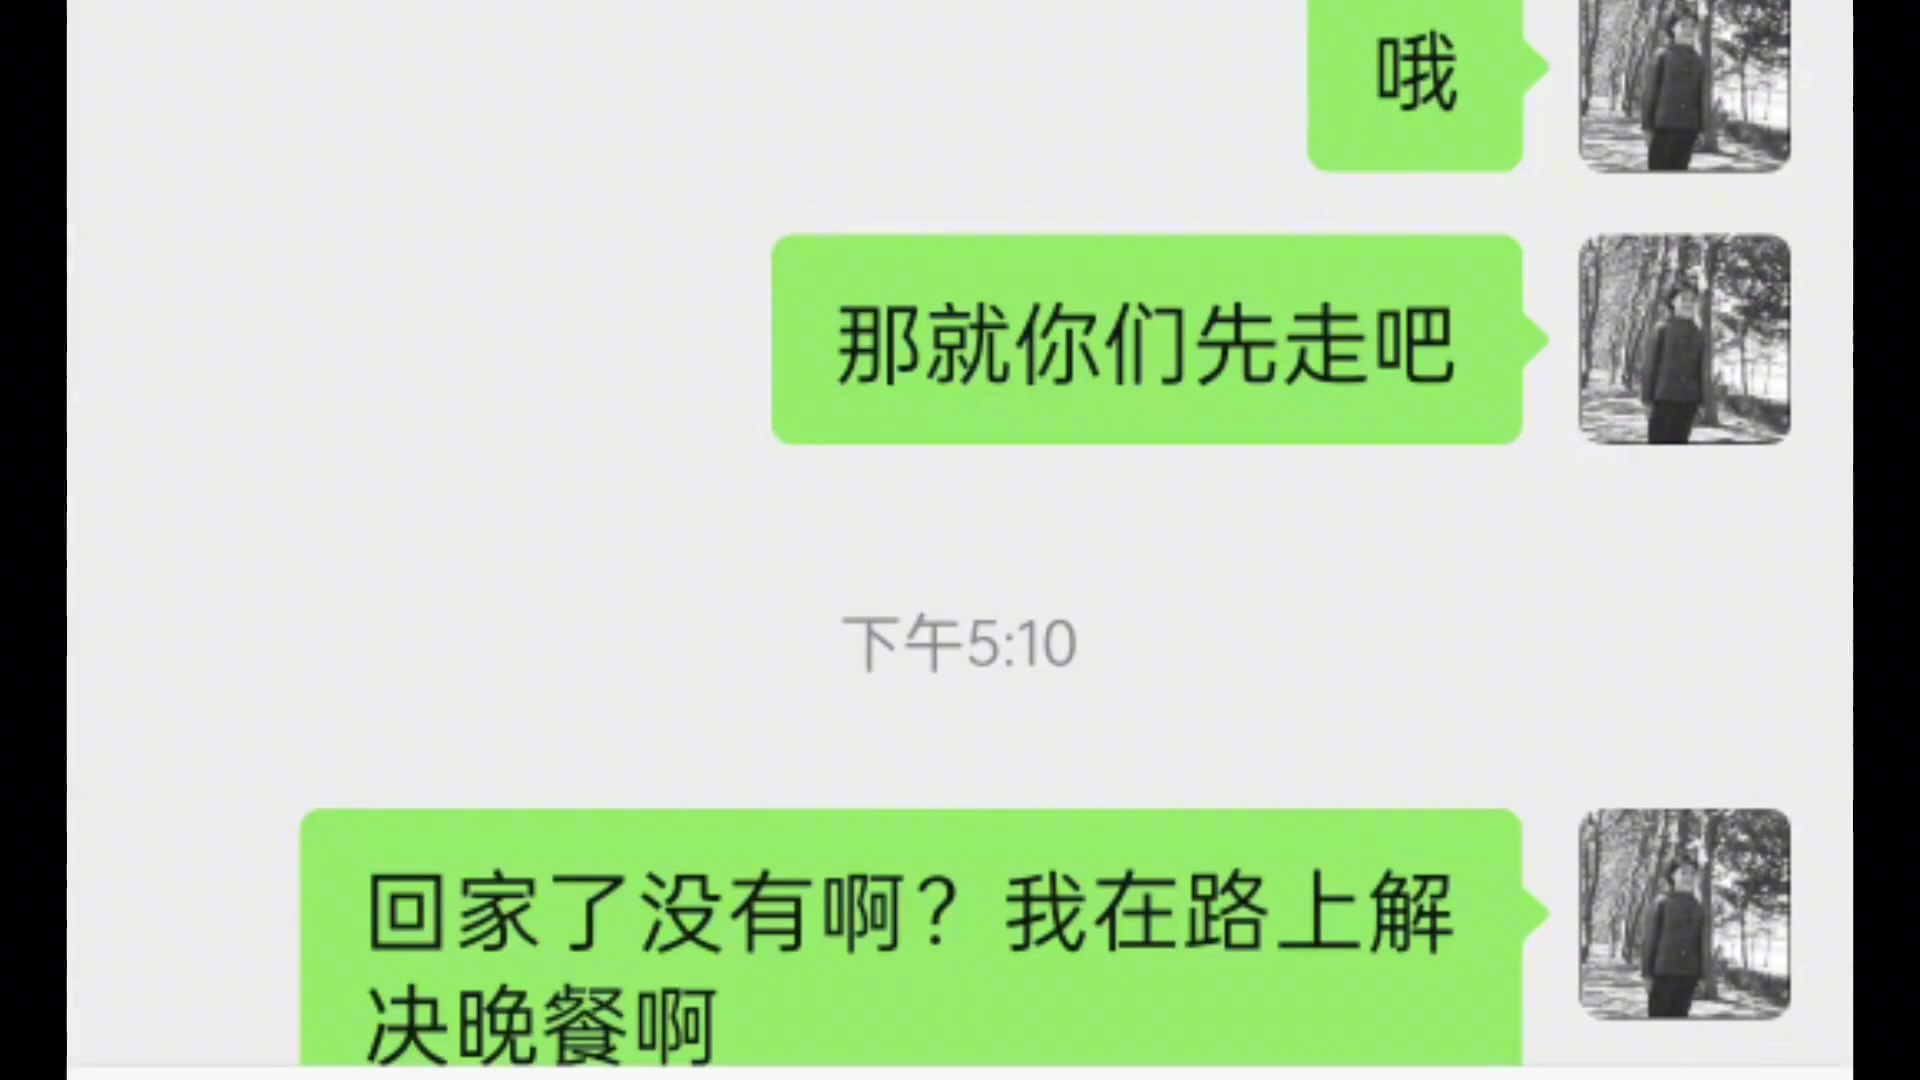 哦
那就你们先走吧
下午5:10
回家了没有啊？我在路上解
决晚餐啊